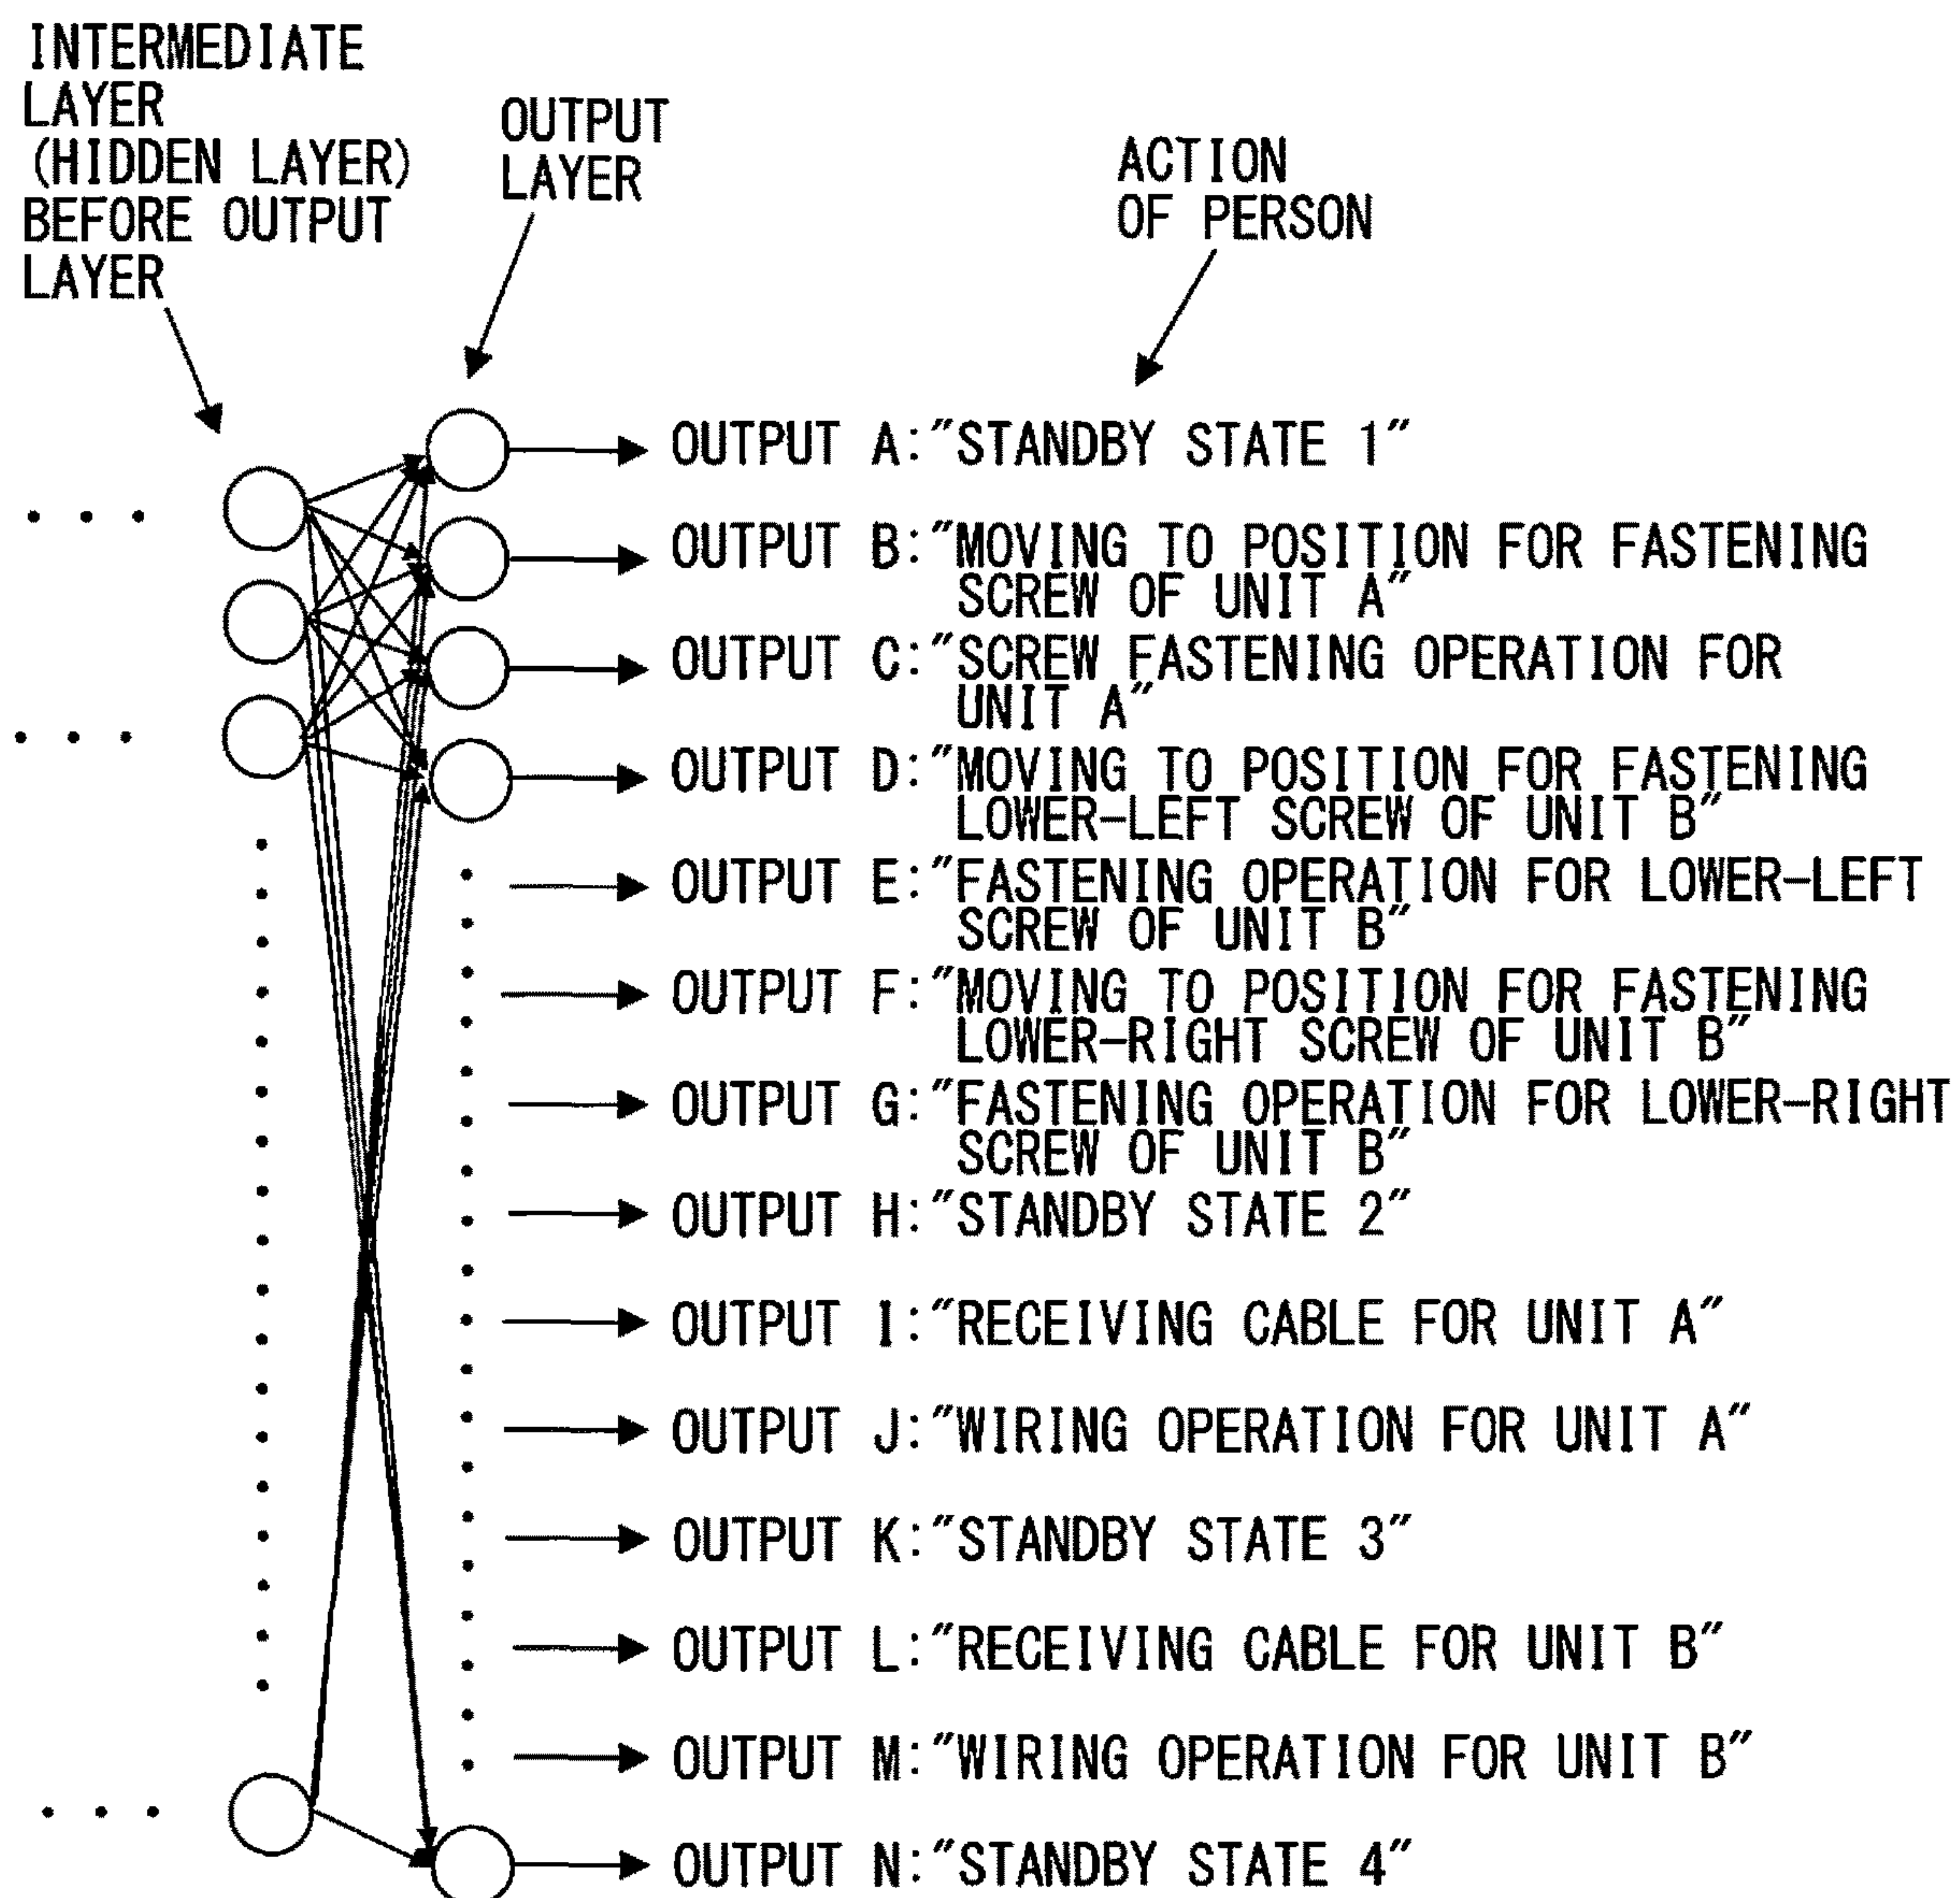 INTERMEDIATE
LAYER
(HIDDEN LAYER)
BEFORE OUTPUT
LAYER
OUTPUT
LAYER
ACTION
OF PERSON
OUTPUT A:"STANDBY STATE 1"
OUTPUT B:"MOVING TO POSITION FOR FASTENING
SCREW OF UNIT A"
OUTPUT C:"SCREW FASTENING OPERATION FOR
UNIT A"
OUTPUT D:"MOVING TO POSITION FOR FASTENING
LOWER-LEFT SCREW OF UNIT B"
OUTPUT E:"FASTENING OPERATION FOR LOWER-LEFT
SCREW OF UNIT B"
OUTPUT F:"MOVING TO POSITION FOR FASTENING
LOWER-RIGHT SCREW OF UNIT B"
OUTPUT G:"FASTENING OPERATION FOR LOWER-RIGHT
SCREW OF UNIT B"
OUTPUT H:"STANDBY STATE 2"
OUTPUT I:"RECEIVING CABLE FOR UNIT A"
OUTPUT J:"WIRING OPERATION FOR UNIT A"
OUTPUT K:"STANDBY STATE 3"
OUTPUT L:"RECEIVING CABLE FOR UNIT B"
OUTPUT M:"WIRING OPERATION FOR UNIT B"
OUTPUT N:"STANDBY STATE 4"